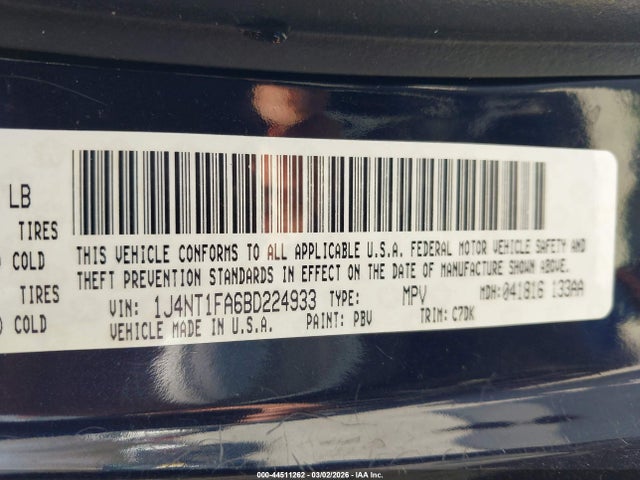 LB
TIRES
COLD
TIRES
COLD
THIS VEHICLE CONFORMS TO ALL APPLICABLE U.S.A. FEDERAL MOTOR VEHICLE SAFETY AND
THEFT PREVENTION STANDARDS IN EFFECT ON THE DATE OF MANUFACTURE SHOWN ABOVE.
VIN: 1J4NT1FA6BD224933 TYPE: MPV MDH:041816 133AA
VEHICLE MADE IN U.S.A. PAINT: PBV TRIM: C7DK
000-44511262 - 03/02/2026 - IAA Inc.